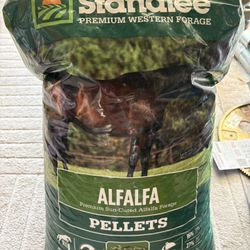 Standlee
PREMIUM WESTERN FORAGE
ALFALFA
Premium Sun-Cured Alfalfa Forage
PELLETS